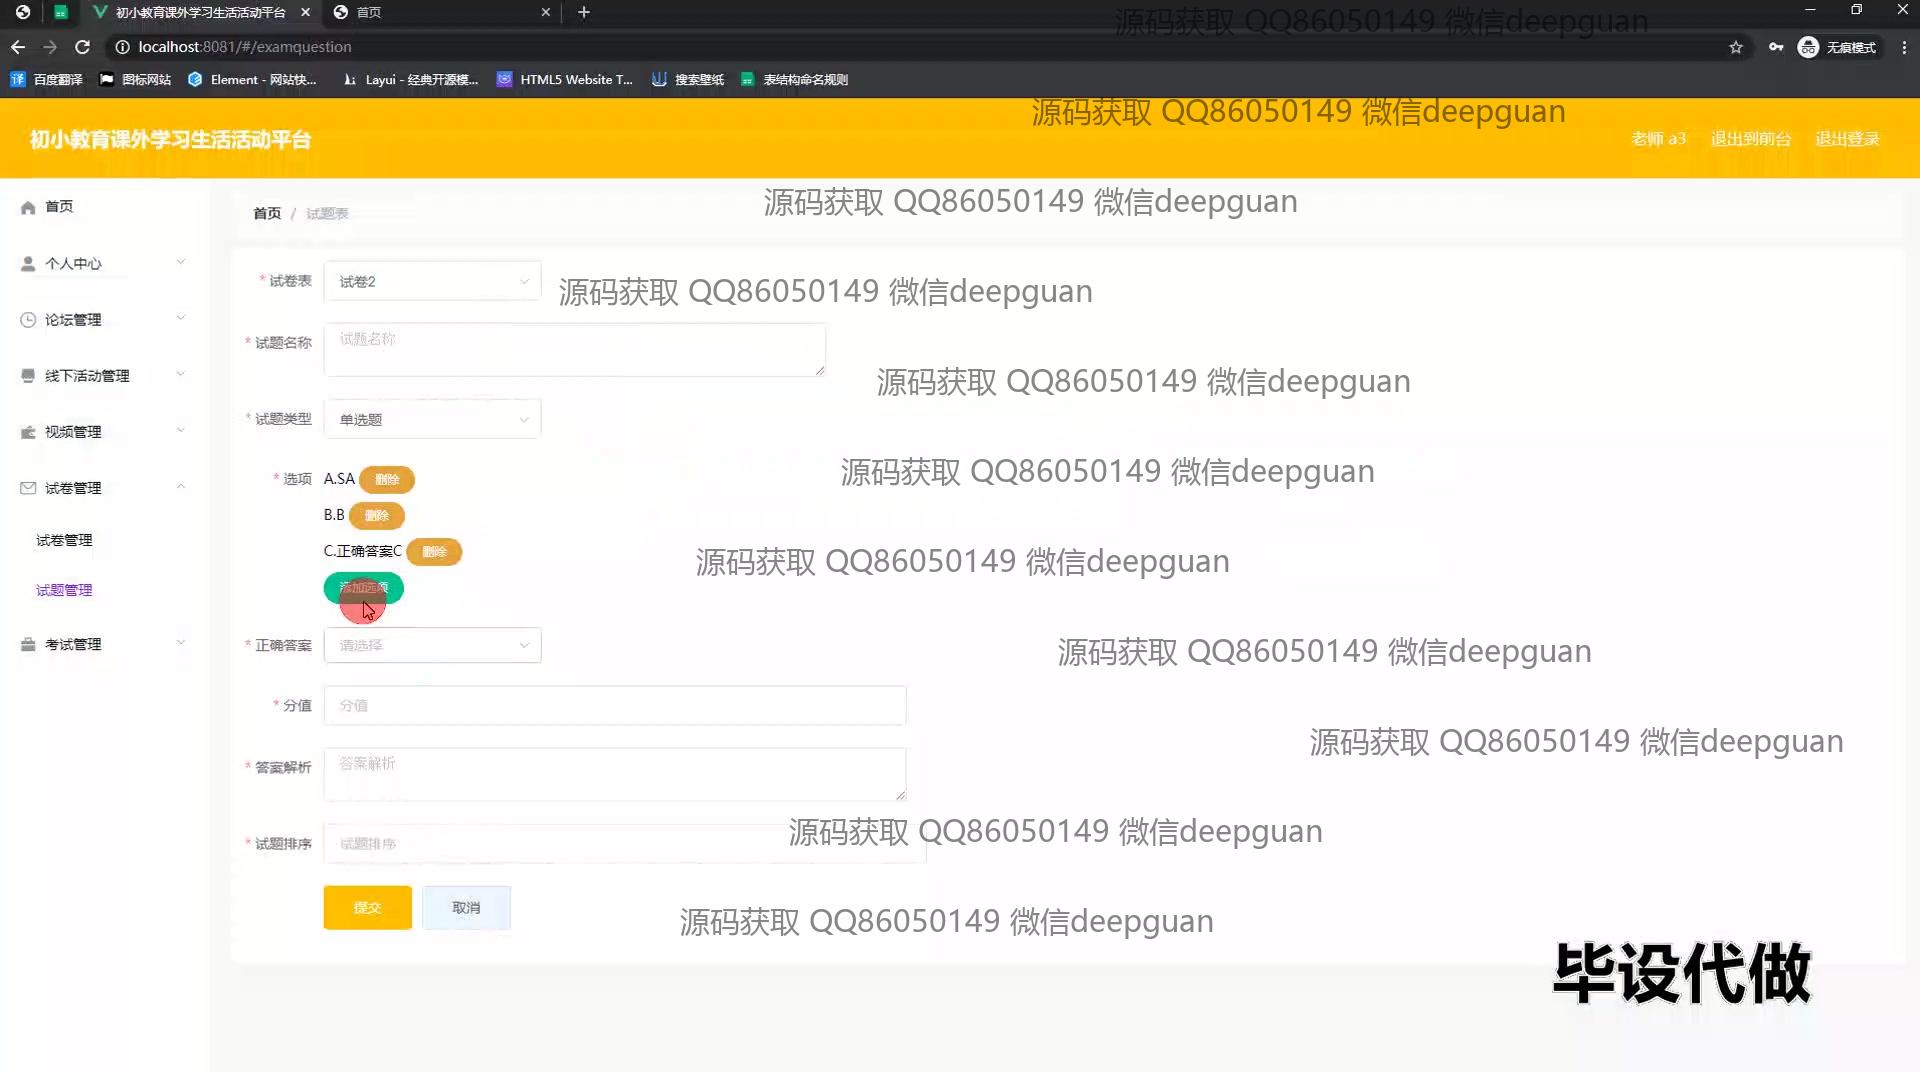 初小教育课外学习生活活动平台
首页
源码获取 QQ86050149 微信deepguan
localhost:8081/#/examquestion
无痕模式
百度翻译
图标网站
Element - 网站快...
Layui - 经典开源模...
HTML5 Website T...
搜索壁纸
表结构命名规则
源码获取 QQ86050149 微信deepguan
初小教育课外学习生活活动平台
老师 a3
退出到前台
退出登录
首页
首页 / 试题表
源码获取 QQ86050149 微信deepguan
个人中心
*试卷表
试卷2
源码获取 QQ86050149 微信deepguan
论坛管理
*试题名称
试题名称
线下活动管理
源码获取 QQ86050149 微信deepguan
*试题类型
单选题
视频管理
*选项
A.SA
删除
源码获取 QQ86050149 微信deepguan
试卷管理
B.B
删除
试卷管理
C.正确答案C
删除
源码获取 QQ86050149 微信deepguan
试题管理
添加选项
考试管理
*正确答案
请选择
源码获取 QQ86050149 微信deepguan
*分值
分值
源码获取 QQ86050149 微信deepguan
*答案解析
答案解析
*试题排序
试题排序
源码获取 QQ86050149 微信deepguan
提交
取消
源码获取 QQ86050149 微信deepguan
毕设代做